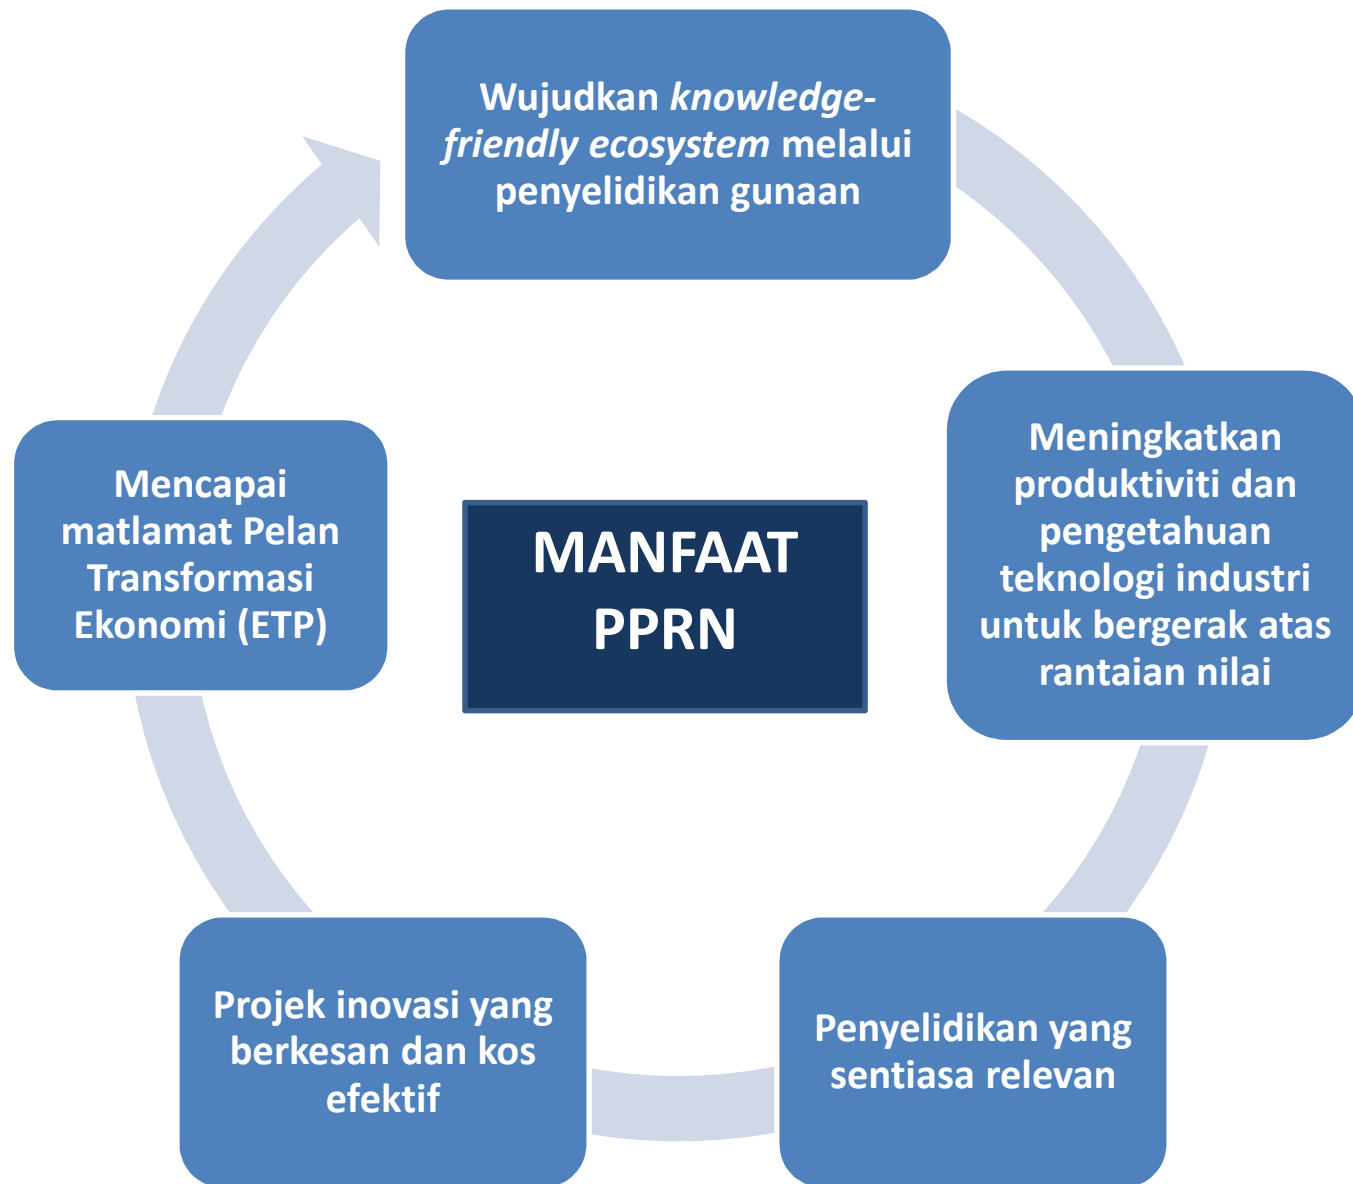 Wujudkan knowledge-
friendly ecosystem melalui
penyelidikan gunaan
Meningkatkan
produktiviti dan
pengetahuan
teknologi industri
untuk bergerak atas
rantaian nilai
Penyelidikan yang
sentiasa relevan
Projek inovasi yang
berkesan dan kos
efektif
Mencapai
matlamat Pelan
Transformasi
Ekonomi (ETP)
MANFAAT
PPRN